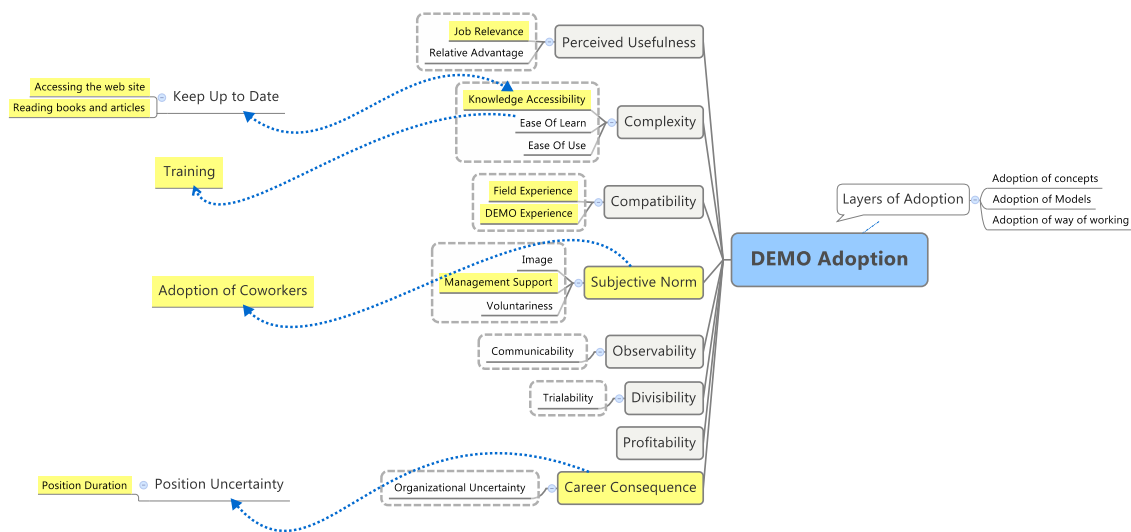 Job Relevance
Relative Advantage
Perceived Usefulness
Accessing the web site
Reading books and articles
Keep Up to Date
Knowledge Accessibility
Ease Of Learn
Ease Of Use
Complexity
Training
Field Experience
DEMO Experience
Compatibility
Layers of Adoption
Adoption of concepts
Adoption of Models
Adoption of way of working
DEMO Adoption
Adoption of Coworkers
Image
Management Support
Voluntariness
Subjective Norm
Communicability
Observability
Trialability
Divisibility
Profitability
Position Duration
Position Uncertainty
Organizational Uncertainty
Career Consequence